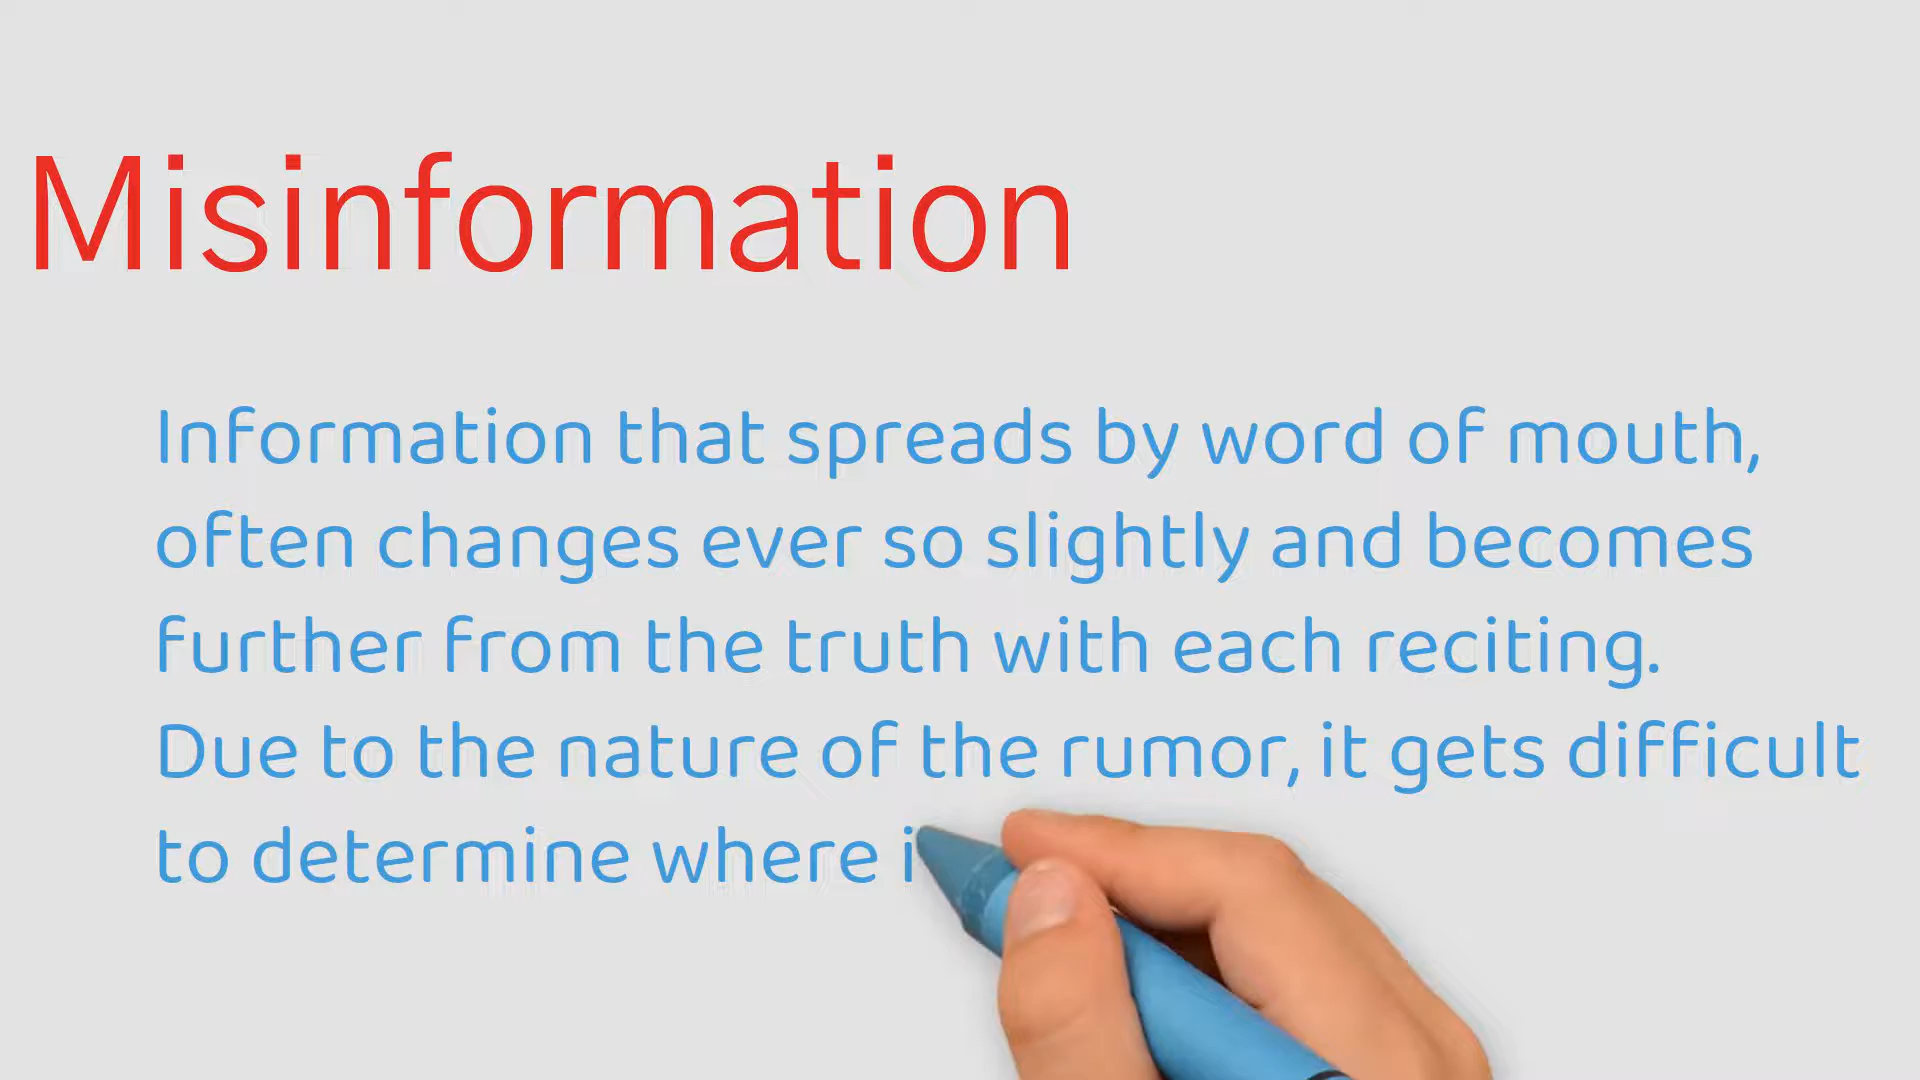 Misinformation
Information that spreads by word of mouth,
often changes ever so slightly and becomes
further from the truth with each reciting.
Due to the nature of the rumor, it gets difficult
to determine where i